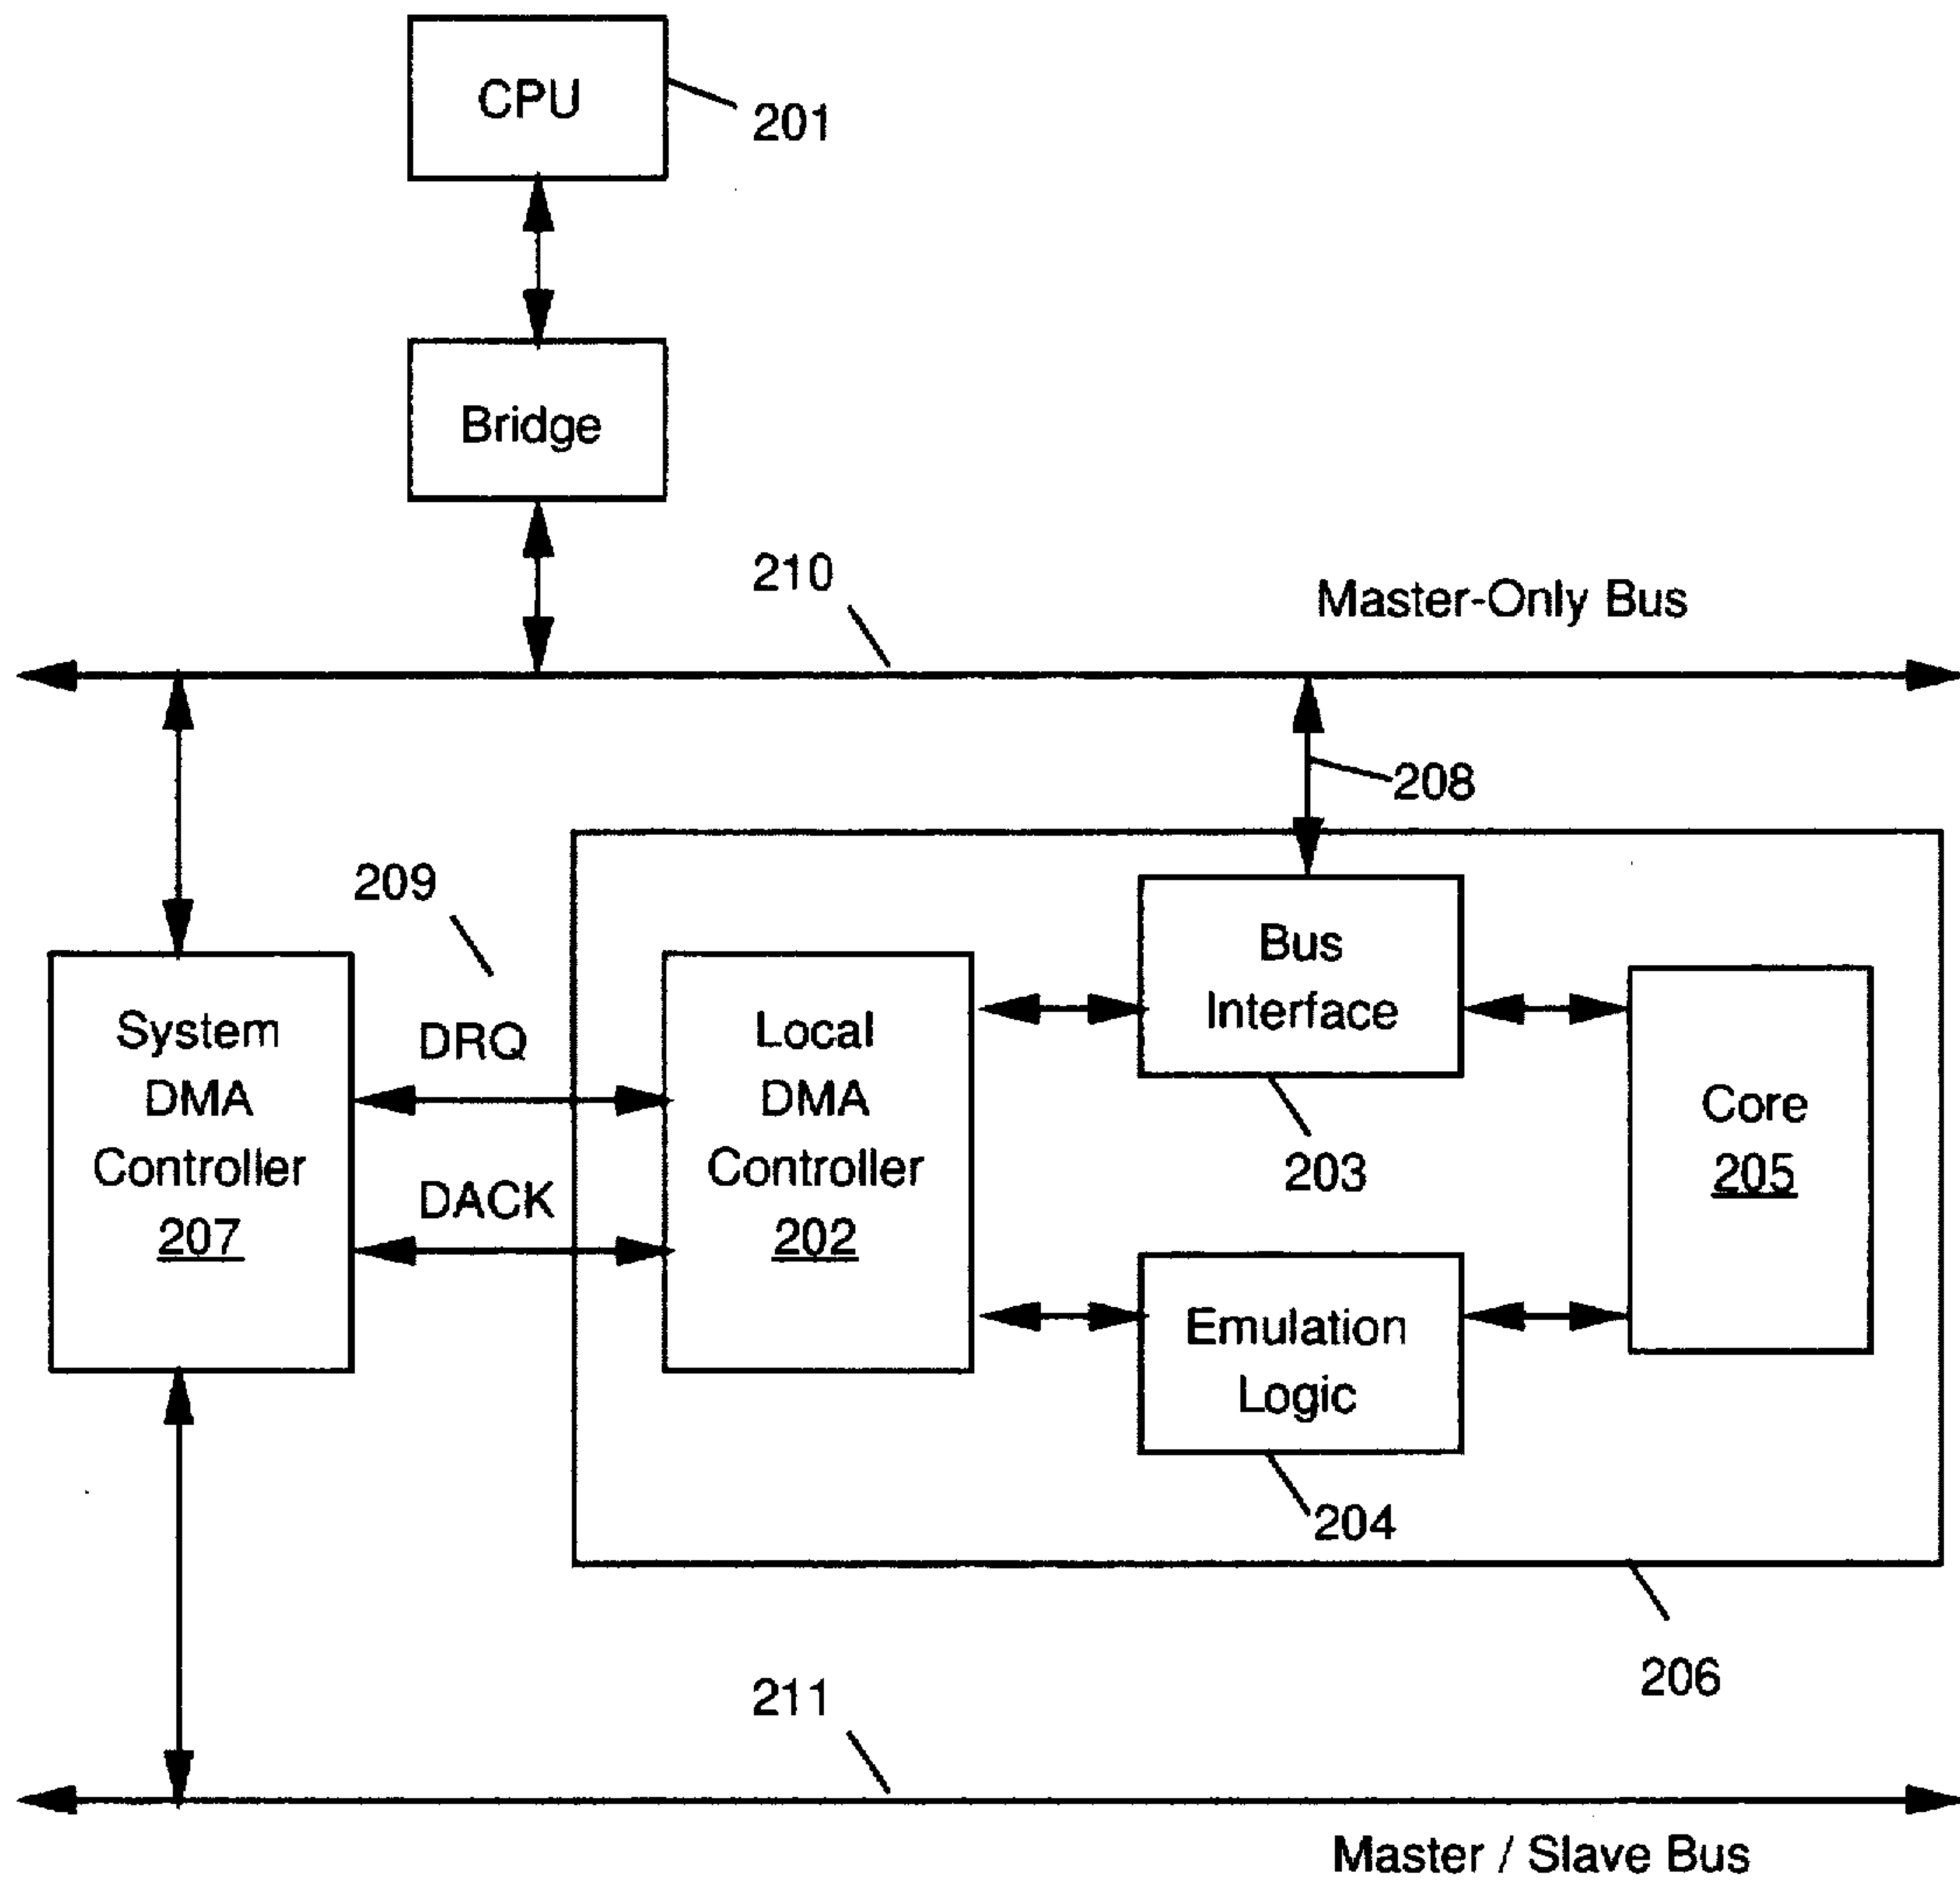 CPU
201
Bridge
210
Master-Only Bus
208
209
Bus
Interface
203
System
DMA
Controller
207
DRQ
DACK
Local
DMA
Controller
202
Core
205
Emulation
Logic
204
206
211
Master / Slave Bus